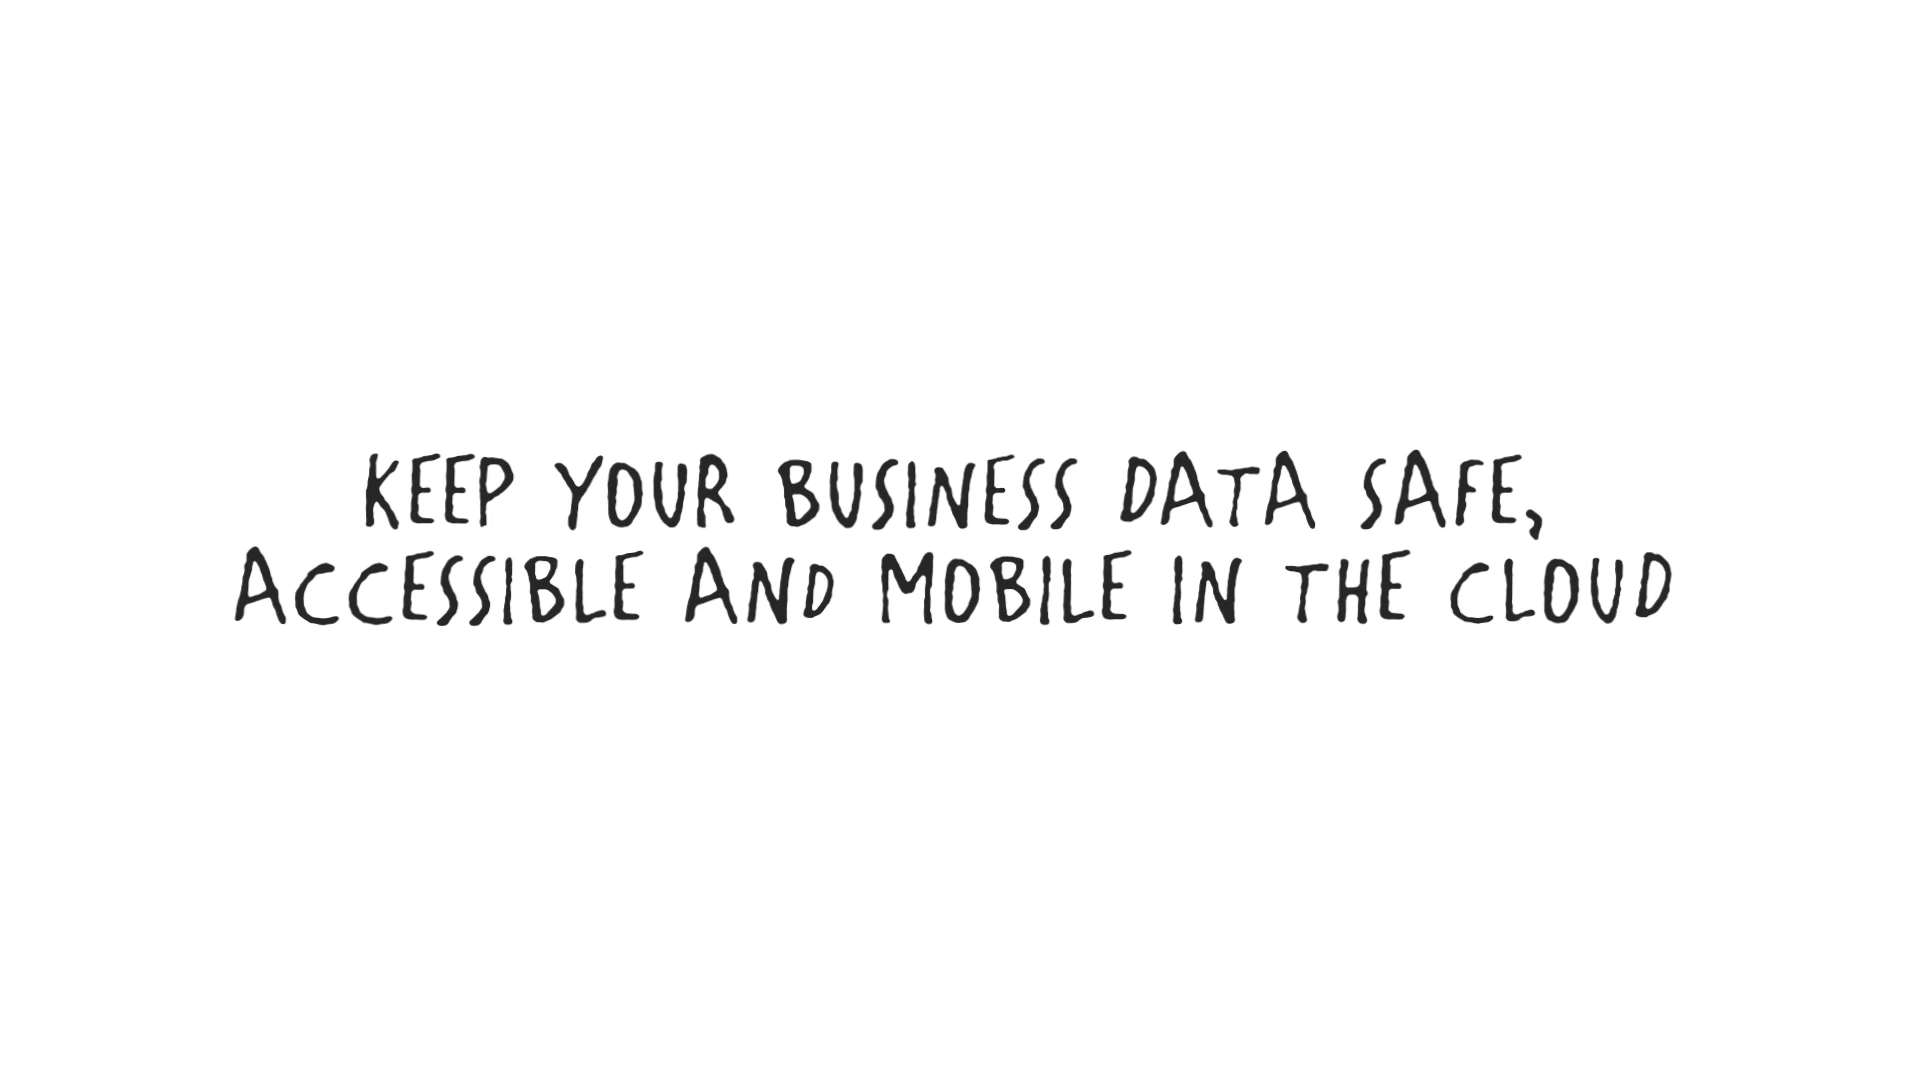 KEEP YOUR BUSINESS DATA SAFE,
ACCESSIBLE AND MOBILE IN THE CLOUD